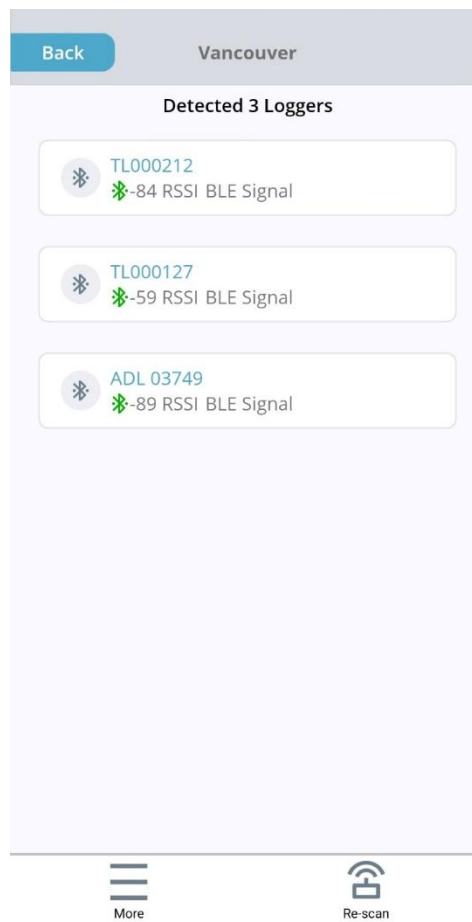 Back
Vancouver
Detected 3 Loggers
TL000212
-84 RSSI BLE Signal
TL000127
-59 RSSI BLE Signal
ADL 03749
-89 RSSI BLE Signal
More
Re-scan